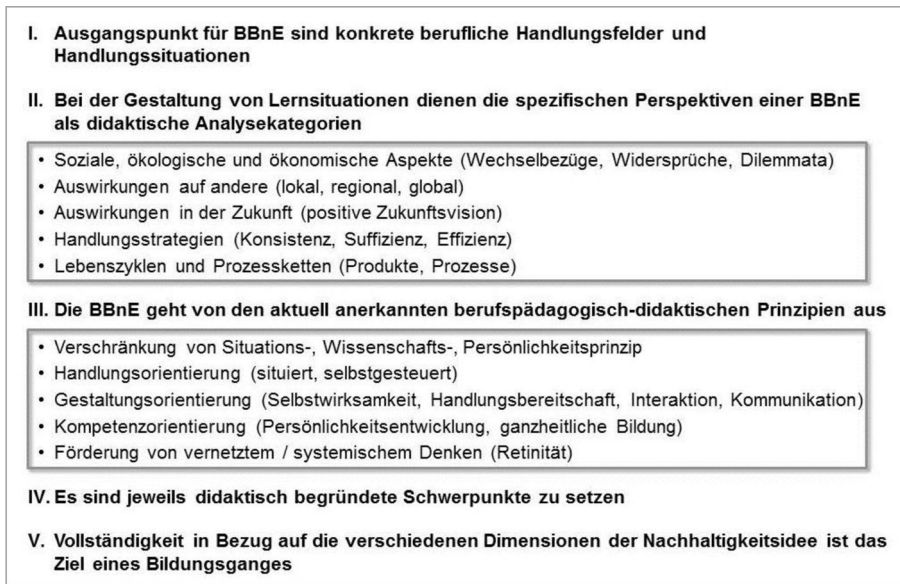 I. Ausgangspunkt für BBnE sind konkrete berufliche Handlungsfelder und
Handlungssituationen
II. Bei der Gestaltung von Lernsituationen dienen die spezifischen Perspektiven einer BBnE
als didaktische Analysekategorien
• Soziale, ökologische und ökonomische Aspekte (Wechselbezüge, Widersprüche, Dilemmata)
• Auswirkungen auf andere (lokal, regional, global)
• Auswirkungen in der Zukunft (positive Zukunftsvision)
• Handlungsstrategien (Konsistenz, Suffizienz, Effizienz)
• Lebenszyklen und Prozessketten (Produkte, Prozesse)
III. Die BBnE geht von den aktuell anerkannten berufspädagogisch-didaktischen Prinzipien aus
• Verschränkung von Situations-, Wissenschafts-, Persönlichkeitsprinzip
• Handlungsorientierung (situiert, selbstgesteuert)
• Gestaltungsorientierung (Selbstwirksamkeit, Handlungsbereitschaft, Interaktion, Kommunikation)
• Kompetenzorientierung (Persönlichkeitsentwicklung, ganzheitliche Bildung)
• Förderung von vernetztem / systemischem Denken (Retinität)
IV. Es sind jeweils didaktisch begründete Schwerpunkte zu setzen
V. Vollständigkeit in Bezug auf die verschiedenen Dimensionen der Nachhaltigkeitsidee ist das
Ziel eines Bildungsganges